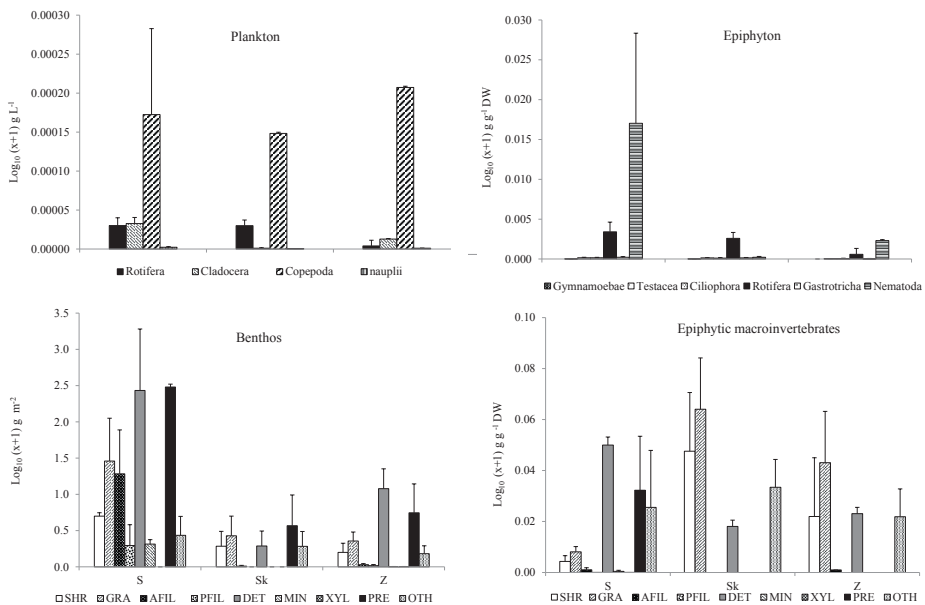 Plankton
Log₁₀ (x+1) g L⁻¹
0.00030
0.00025
0.00020
0.00015
0.00010
0.00005
0.00000
Rotifera Cladocera Copepoda nauplii
Epiphyton
Log₁₀ (x+1) g g⁻¹ DW
0.030
0.025
0.020
0.015
0.010
0.005
0.000
Gymnamoebae Testacea Ciliophora Rotifera Gastrotricha Nematoda
Benthos
Log₁₀ (x+1) g m⁻²
3.5
3.0
2.5
2.0
1.5
1.0
0.5
0.0
S Sk Z
SHR GRA AFIL PFIL DET MIN XYL PRE OTH
Epiphytic macroinvertebrates
Log₁₀ (x+1) g g⁻¹ DW
0.10
0.08
0.06
0.04
0.02
0.00
S Sk Z
SHR GRA AFIL PFIL DET MIN XYL PRE OTH